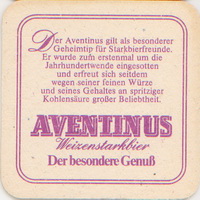 Der Aventinus gilt als besonderer
Geheimtip für Starkbierfreunde.
Er wurde zum erstenmal um die
Jahrhundertwende eingesotten
und erfreut sich seitdem
wegen seiner feinen Würze
und seines Gehaltes an spritziger
Kohlensäure großer Beliebtheit.
AVENTINUS
Weizenstarkbier
Der besondere Genuß